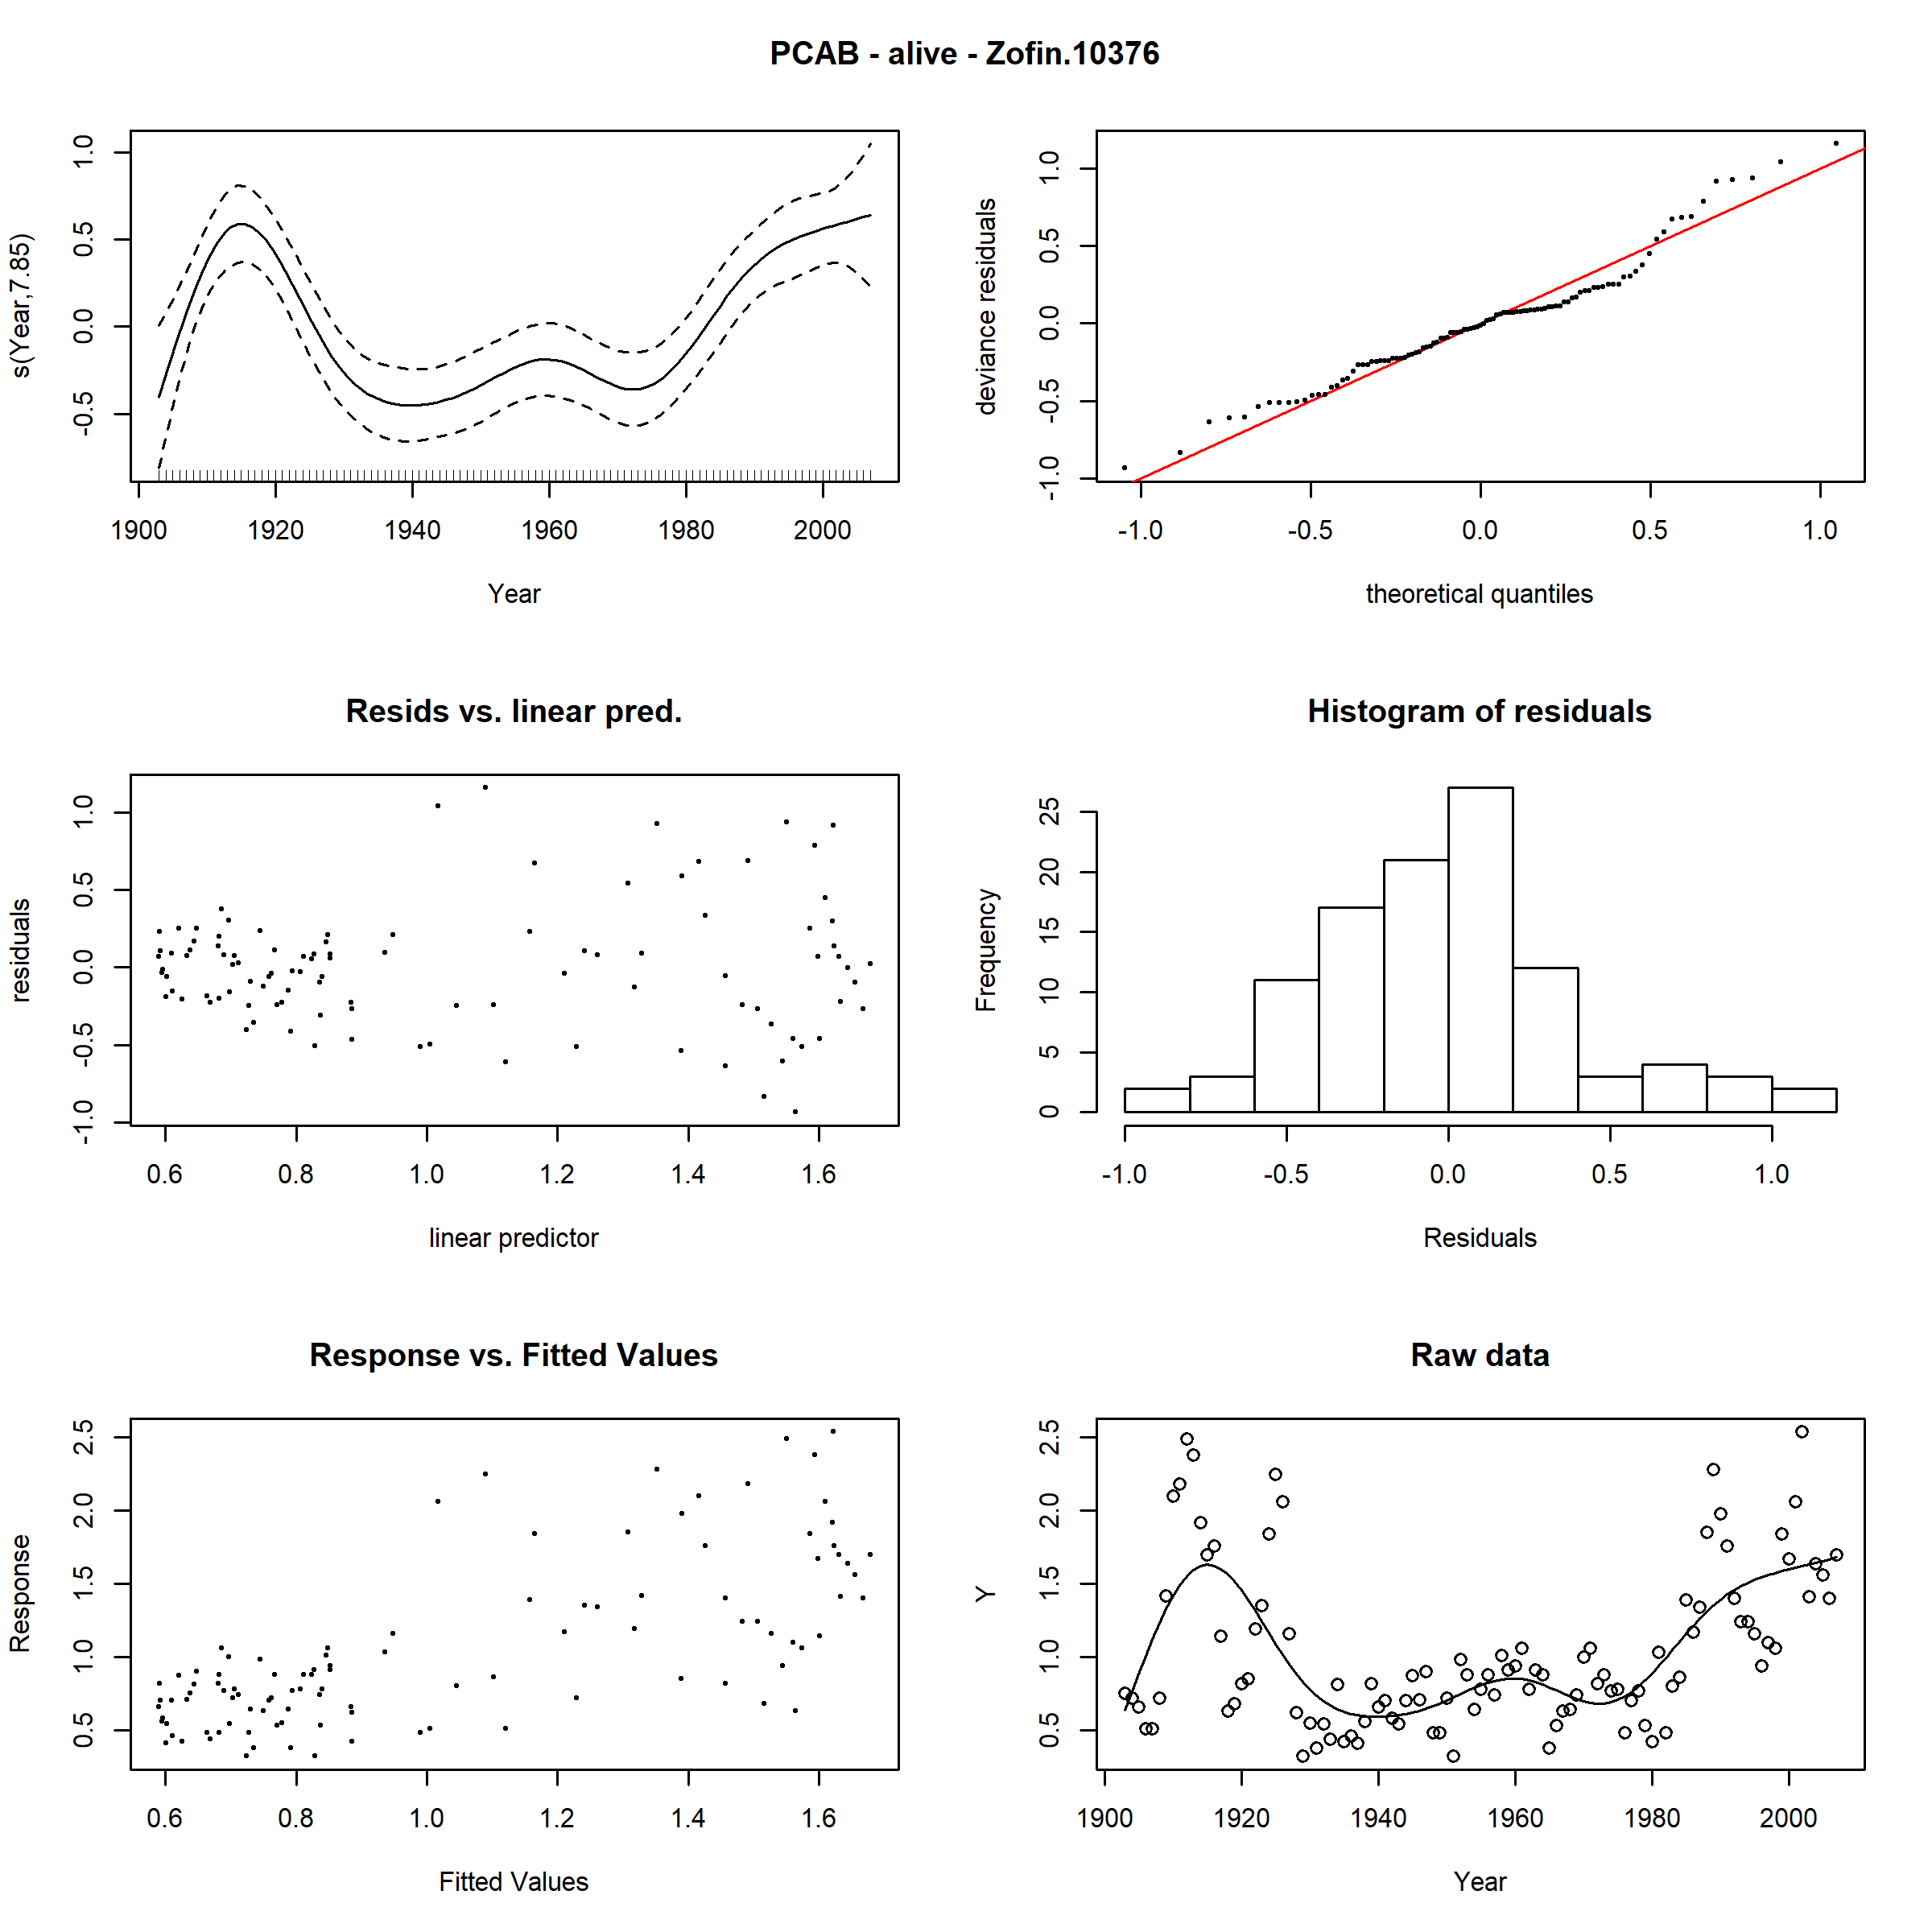 PCAB - alive - Zofin.10376
s(Year,7.85)
1.0
0.5
0.0
-0.5
1900 1920 1940 1960 1980 2000
Year
deviance residuals
1.0
0.5
0.0
-0.5
-1.0
-1.0 -0.5 0.0 0.5 1.0
theoretical quantiles
Resids vs. linear pred.
residuals
1.0
0.5
0.0
-0.5
-1.0
0.6 0.8 1.0 1.2 1.4 1.6
linear predictor
Histogram of residuals
Frequency
25
20
15
10
5
0
-1.0 -0.5 0.0 0.5 1.0
Residuals
Response vs. Fitted Values
Response
2.5
2.0
1.5
1.0
0.5
0.6 0.8 1.0 1.2 1.4 1.6
Fitted Values
Raw data
Y
2.5
2.0
1.5
1.0
0.5
1900 1920 1940 1960 1980 2000
Year